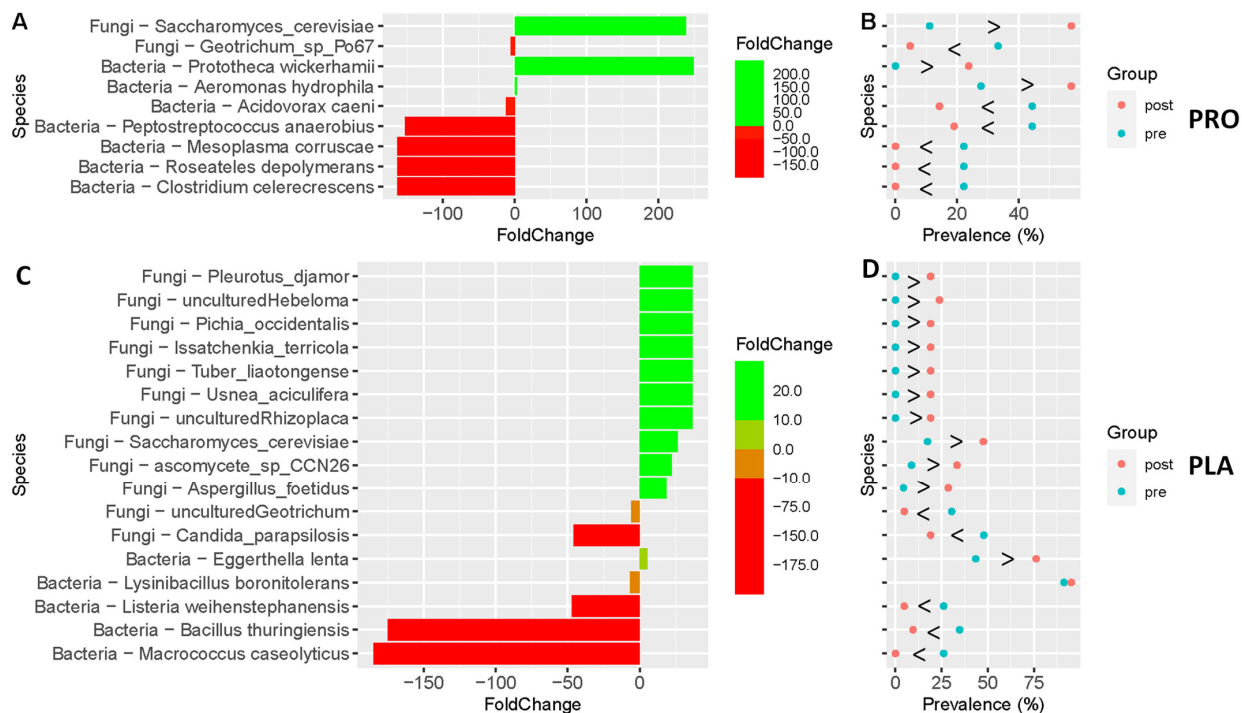 A
Species
Fungi − Saccharomyces_cerevisiae
Fungi − Geotrichum_sp_Po67
Bacteria − Prototheca wickerhamii
Bacteria − Aeromonas hydrophila
Bacteria − Acidovorax caeni
Bacteria − Peptostreptococcus anaerobius
Bacteria − Mesoplasma corruscae
Bacteria − Roseateles depolymerans
Bacteria − Clostridium celerecrescens
−100 0 100 200
FoldChange
FoldChange
200.0
150.0
100.0
50.0
0.0
−50.0
−100.0
−150.0
B
Species
>
<
>
>
<
<
<
<
<
0 20 40
Prevalence (%)
Group
post
pre
PRO
C
Species
Fungi − Pleurotus_djamor
Fungi − unculturedHebeloma
Fungi − Pichia_occidentalis
Fungi − Issatchenkia_terricola
Fungi − Tuber_liaotongense
Fungi − Usnea_aciculifera
Fungi − unculturedRhizoplaca
Fungi − Saccharomyces_cerevisiae
Fungi − ascomycete_sp_CCN26
Fungi − Aspergillus_foetidus
Fungi − unculturedGeotrichum
Fungi − Candida_parapsilosis
Bacteria − Eggerthella lenta
Bacteria − Lysinibacillus boronitolerans
Bacteria − Listeria weihenstephanensis
Bacteria − Bacillus thuringiensis
Bacteria − Macrococcus caseolyticus
−150 −100 −50 0
FoldChange
FoldChange
20.0
10.0
0.0
−10.0
−75.0
−150.0
−175.0
D
Species
>
>
>
>
>
>
>
>
>
>
<
<
>
<
<
<
0 25 50 75
Prevalence (%)
Group
post
pre
PLA